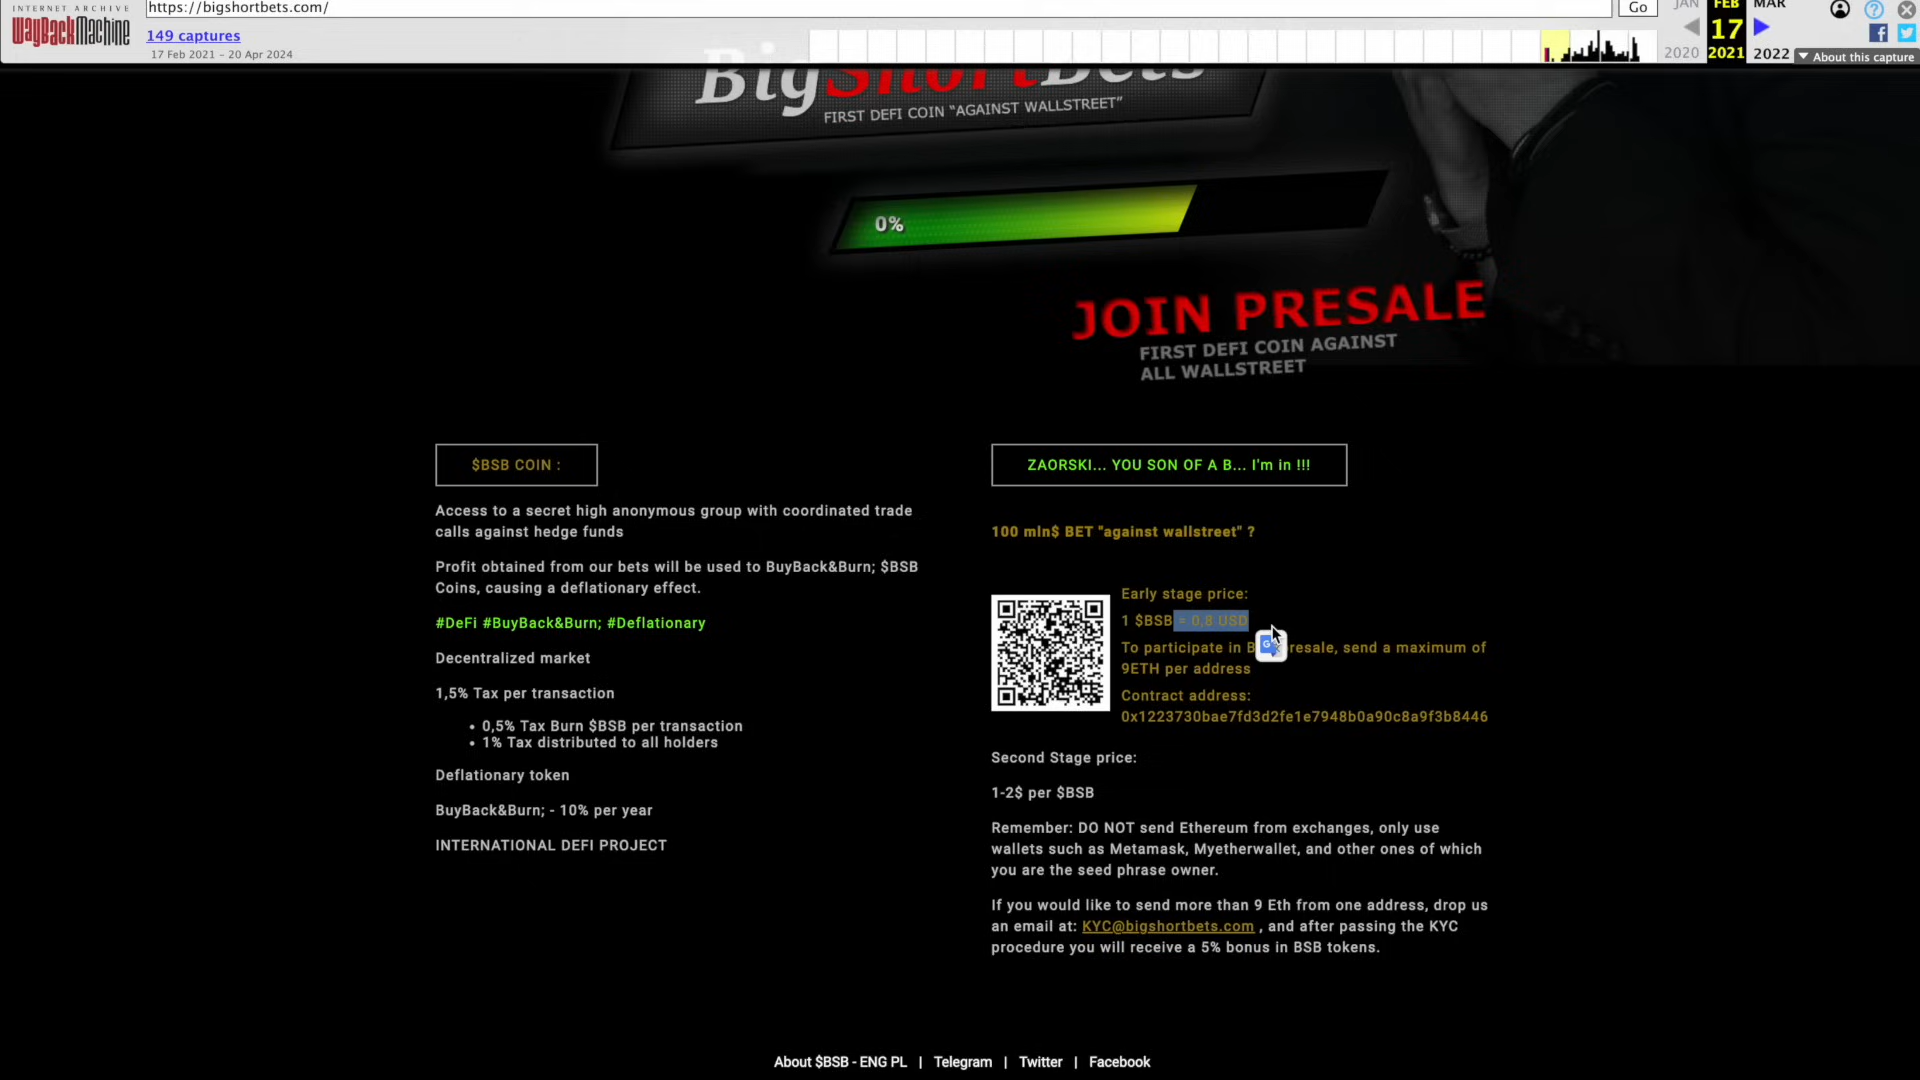 INTERNET ARCHIVE
WayBackMachine
https://bigshortbets.com/
Go
149 captures
17 Feb 2021 – 20 Apr 2024
JAN
FEB
MAR
17
2020
2021
2022
About this capture
BigShortBets
FIRST DEFI COIN "AGAINST WALLSTREET"
0%
JOIN PRESALE
FIRST DEFI COIN AGAINST
ALL WALLSTREET
$BSB COIN :
Access to a secret high anonymous group with coordinated trade
calls against hedge funds
Profit obtained from our bets will be used to BuyBack&Burn; $BSB
Coins, causing a deflationary effect.
#DeFi #BuyBack&Burn; #Deflationary
Decentralized market
1,5% Tax per transaction
• 0,5% Tax Burn $BSB per transaction
• 1% Tax distributed to all holders
Deflationary token
BuyBack&Burn; - 10% per year
INTERNATIONAL DEFI PROJECT
ZAORSKI... YOU SON OF A B... I'm in !!!
100 mln$ BET "against wallstreet" ?
Early stage price:
1 $BSB = 0,8 USD
To participate in B resale, send a maximum of
9ETH per address
Contract address:
0x1223730bae7fd3d2fe1e7948b0a90c8a9f3b8446
Second Stage price:
1-2$ per $BSB
Remember: DO NOT send Ethereum from exchanges, only use
wallets such as Metamask, Myetherwallet, and other ones of which
you are the seed phrase owner.
If you would like to send more than 9 Eth from one address, drop us
an email at: KYC@bigshortbets.com , and after passing the KYC
procedure you will receive a 5% bonus in BSB tokens.
About $BSB - ENG PL | Telegram | Twitter | Facebook